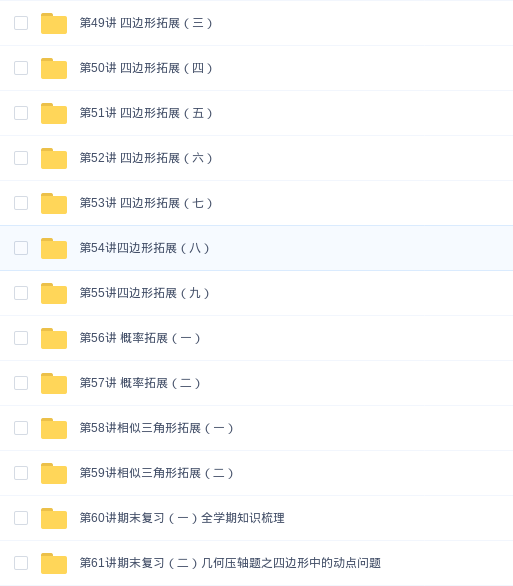 第49讲 四边形拓展（三）
第50讲 四边形拓展（四）
第51讲 四边形拓展（五）
第52讲 四边形拓展（六）
第53讲 四边形拓展（七）
第54讲四边形拓展（八）
第55讲四边形拓展（九）
第56讲 概率拓展（一）
第57讲 概率拓展（二）
第58讲相似三角形拓展（一）
第59讲相似三角形拓展（二）
第60讲期末复习（一）全学期知识梳理
第61讲期末复习（二）几何压轴题之四边形中的动点问题